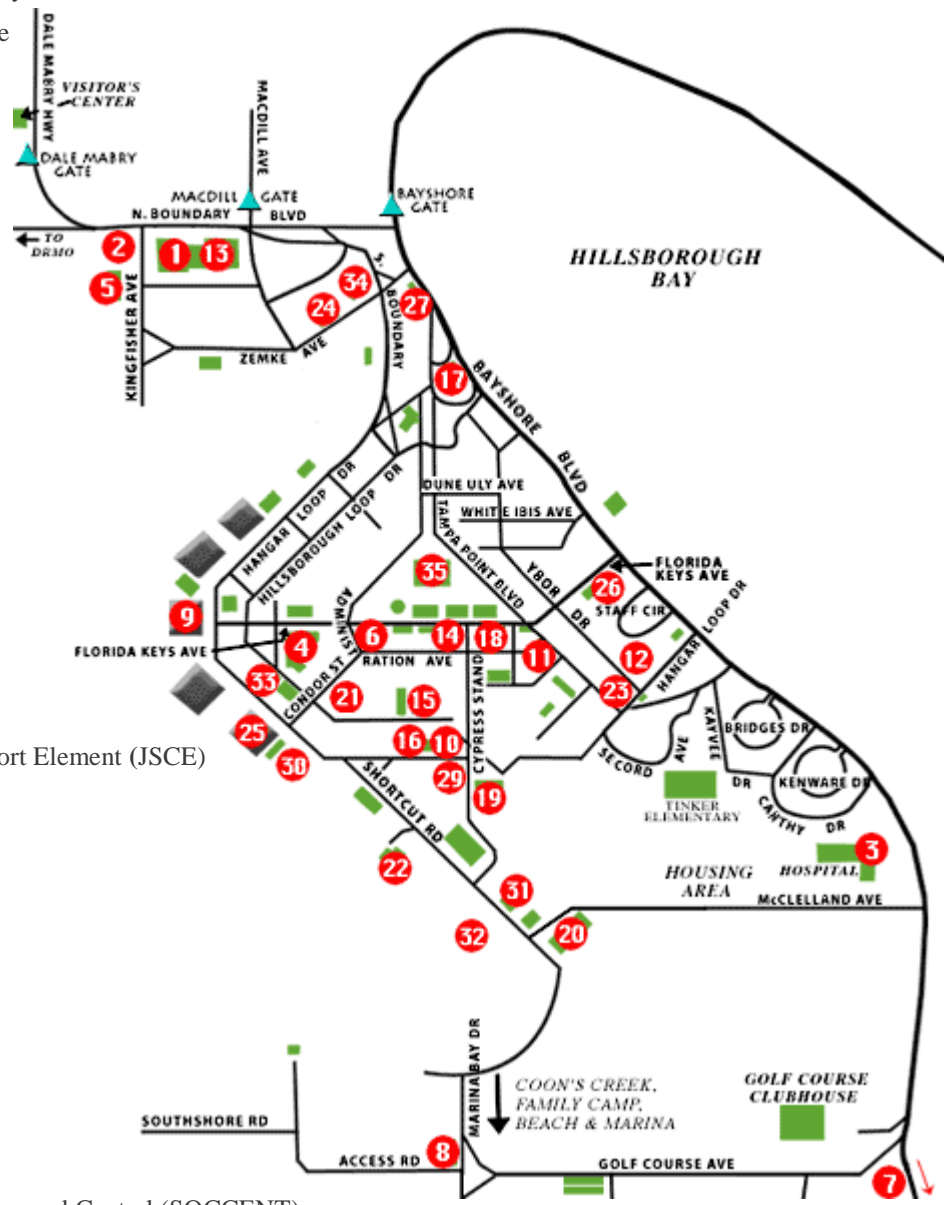 y
e
DALE MABRY HWY
VISITOR'S
CENTER
MACDILL AVE
DALE MABRY
GATE
MACDILL GATE
BAYSHORE
GATE
N. BOUNDARY BLVD
TO
DRMO
2
1
13
5
KINGFISHER AVE
HILLSBOROUGH
BAY
34
24
27
S. BOUNDARY
ZEMKE AVE
17
BAYSHORE BLVD
HANGAR LOOP DR
HILLSBOROUGH LOOP DR
DUNE ULY AVE
WHITE IBIS AVE
TAMPA POINT BLVD
YBOR DR
FLORIDA
KEYS AVE
35
26
STAFF CIR
HANGAR LOOP DR
9
ADMINIST
RATION AVE
FLORIDA KEYS AVE
4
6
14
18
11
12
33
CONDOR ST
21
15
CYPRESS STAND
23
25
30
16
10
29
19
ort Element (JSCE)
SHORTCUT RD
SECORD AVE
KAYVEE DR
BRIDGES DR
KENWARE DR
CAHTHY DR
TINKER
ELEMENTARY
22
HOSPITAL
3
HOUSING
AREA
McCLELLAND AVE
31
32
20
MARINA BAY DR
COON'S CREEK,
FAMILY CAMP,
BEACH & MARINA
GOLF COURSE
CLUBHOUSE
SOUTHSHORE RD
ACCESS RD
8
GOLF COURSE AVE
7